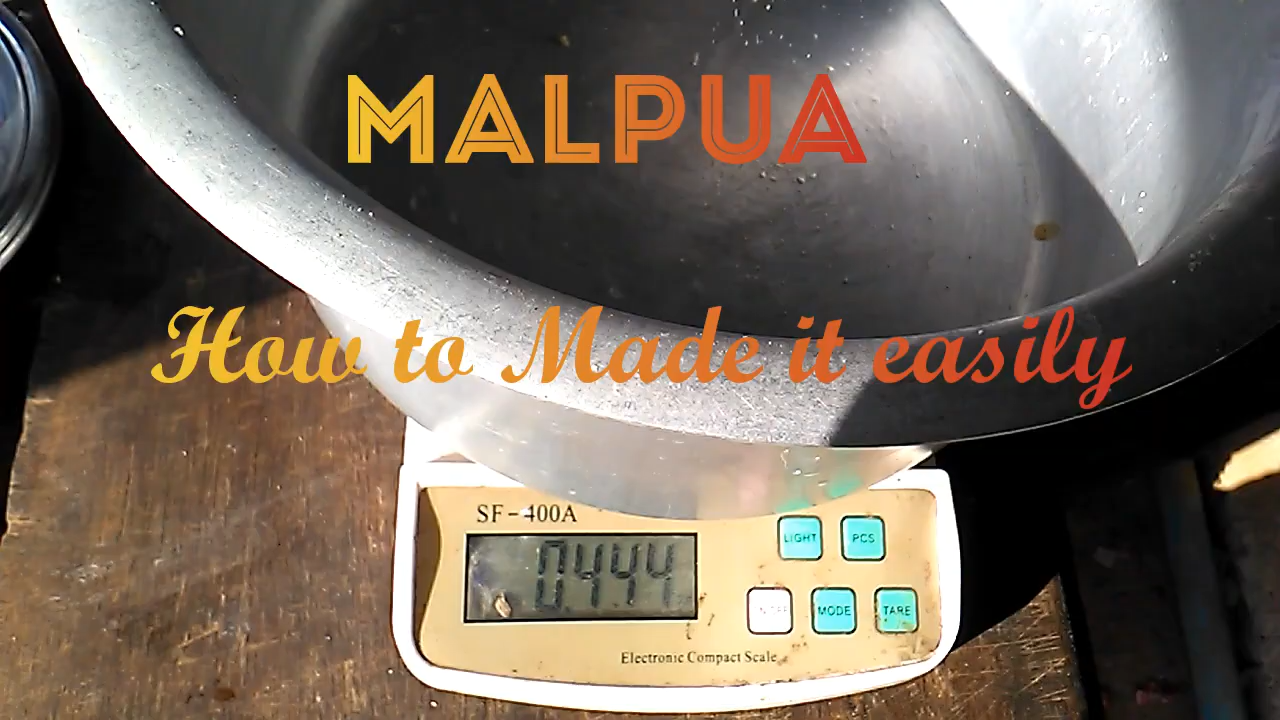 MALPUA
How to Made it easily
SF-400A
0444
LIGHT PCS
MODE TARE
Electronic Compact Scale